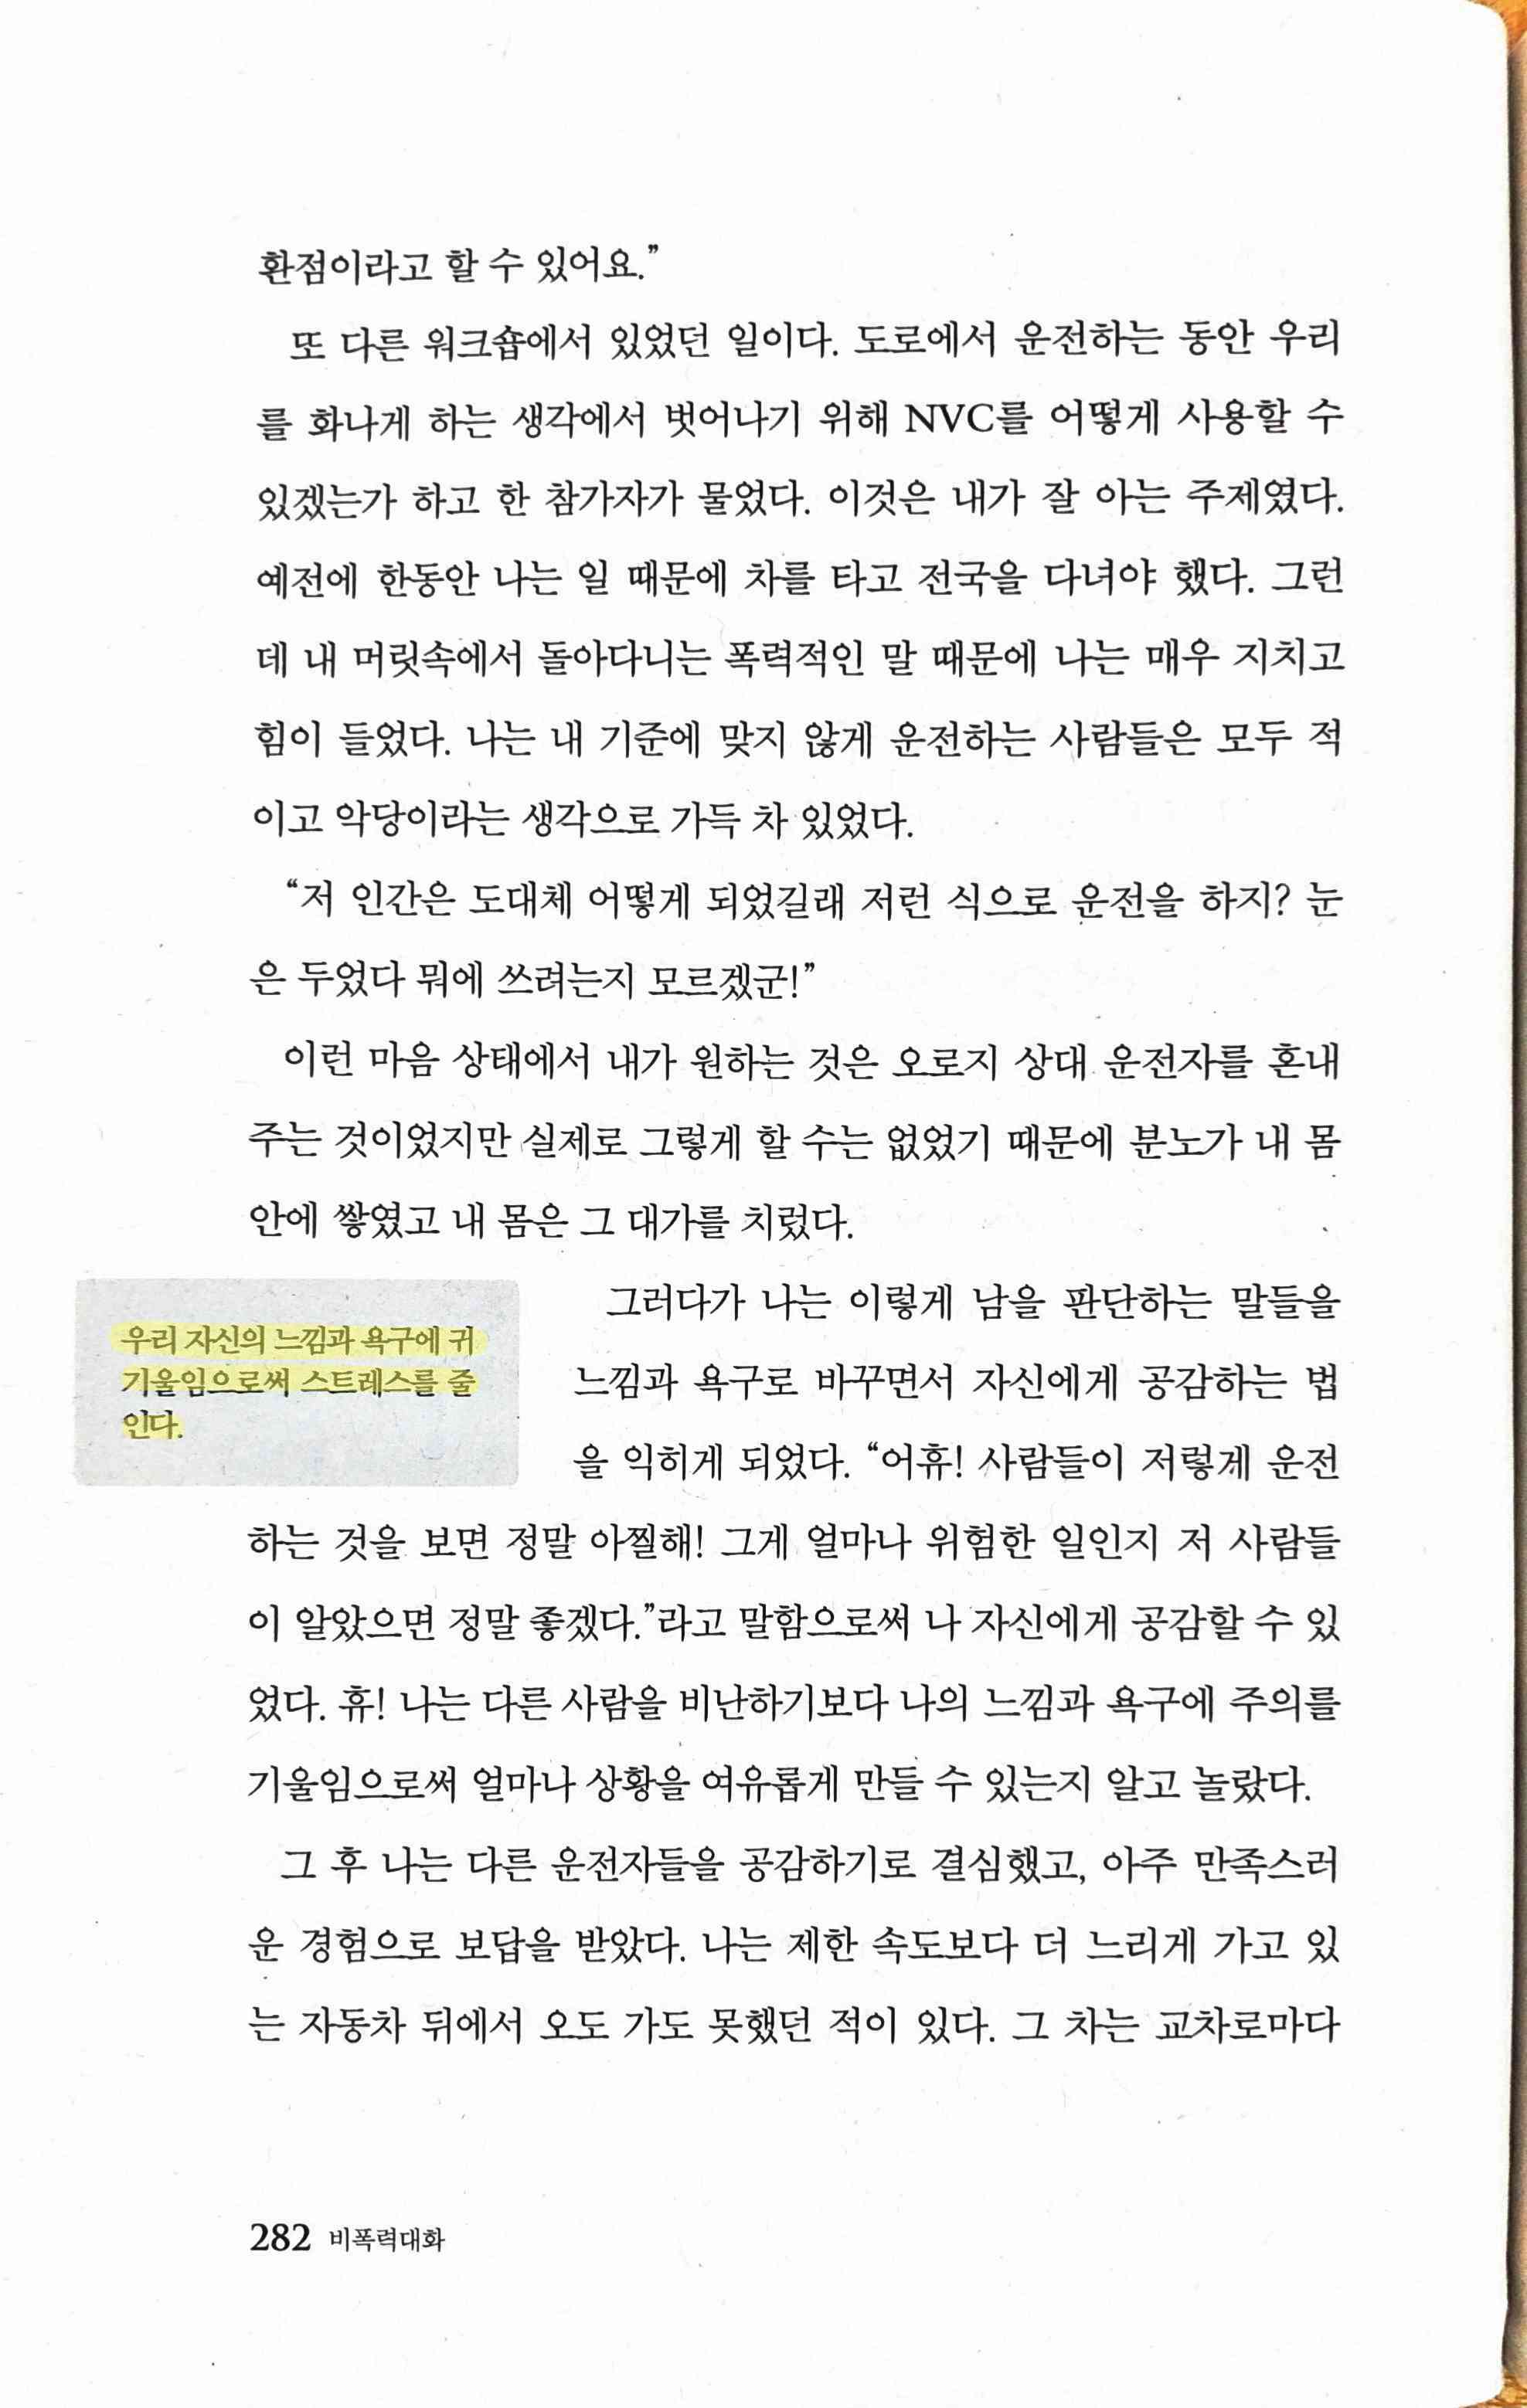 환점이라고 할 수 있어요.”
또 다른 워크숍에서 있었던 일이다. 도로에서 운전하는 동안 우리
를 화나게 하는 생각에서 벗어나기 위해 NVC를 어떻게 사용할 수
있겠는가 하고 한 참가자가 물었다. 이것은 내가 잘 아는 주제였다.
예전에 한동안 나는 일 때문에 차를 타고 전국을 다녀야 했다. 그런
데 내 머릿속에서 돌아다니는 폭력적인 말 때문에 나는 매우 지치고
힘이 들었다. 나는 내 기준에 맞지 않게 운전하는 사람들은 모두 적
이고 악당이라는 생각으로 가득 차 있었다.
“저 인간은 도대체 어떻게 되었길래 저런 식으로 운전을 하지? 눈
은 두었다 뭐에 쓰려는지 모르겠군!”
이런 마음 상태에서 내가 원하는 것은 오로지 상대 운전자를 혼내
주는 것이었지만 실제로 그렇게 할 수는 없었기 때문에 분노가 내 몸
안에 쌓였고 내 몸은 그 대가를 치렀다.
우리 자신의 느낌과 욕구에 귀
기울임으로써 스트레스를 줄
인다.
그러다가 나는 이렇게 남을 판단하는 말들을
느낌과 욕구로 바꾸면서 자신에게 공감하는 법
을 익히게 되었다. “어휴! 사람들이 저렇게 운전
하는 것을 보면 정말 아찔해! 그게 얼마나 위험한 일인지 저 사람들
이 알았으면 정말 좋겠다.”라고 말함으로써 나 자신에게 공감할 수 있
었다. 휴! 나는 다른 사람을 비난하기보다 나의 느낌과 욕구에 주의를
기울임으로써 얼마나 상황을 여유롭게 만들 수 있는지 알고 놀랐다.
그 후 나는 다른 운전자들을 공감하기로 결심했고, 아주 만족스러
운 경험으로 보답을 받았다. 나는 제한 속도보다 더 느리게 가고 있
는 자동차 뒤에서 오도 가도 못했던 적이 있다. 그 차는 교차로마다
282 비폭력대화